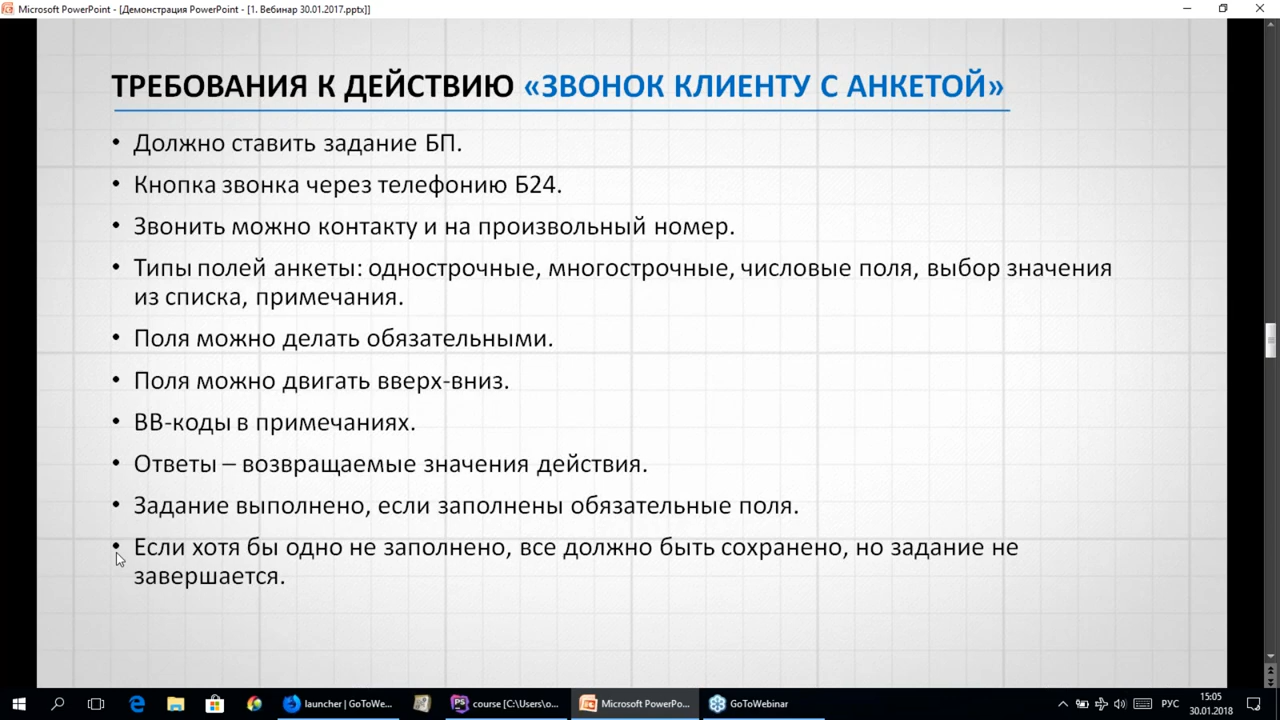 Microsoft PowerPoint - [Демонстрация PowerPoint - [1. Вебинар 30.01.2017.pptx]]
ТРЕБОВАНИЯ К ДЕЙСТВИЮ «ЗВОНОК КЛИЕНТУ С АНКЕТОЙ»
• Должно ставить задание БП.
• Кнопка звонка через телефонию Б24.
• Звонить можно контакту и на произвольный номер.
• Типы полей анкеты: однострочные, многострочные, числовые поля, выбор значения
из списка, примечания.
• Поля можно делать обязательными.
• Поля можно двигать вверх-вниз.
• BB-коды в примечаниях.
• Ответы – возвращаемые значения действия.
• Задание выполнено, если заполнены обязательные поля.
• Если хотя бы одно не заполнено, все должно быть сохранено, но задание не
завершается.
launcher | GoToWe... course [C:\Users\o... Microsoft PowerPo... GoToWebinar РУС 15:05
30.01.2018